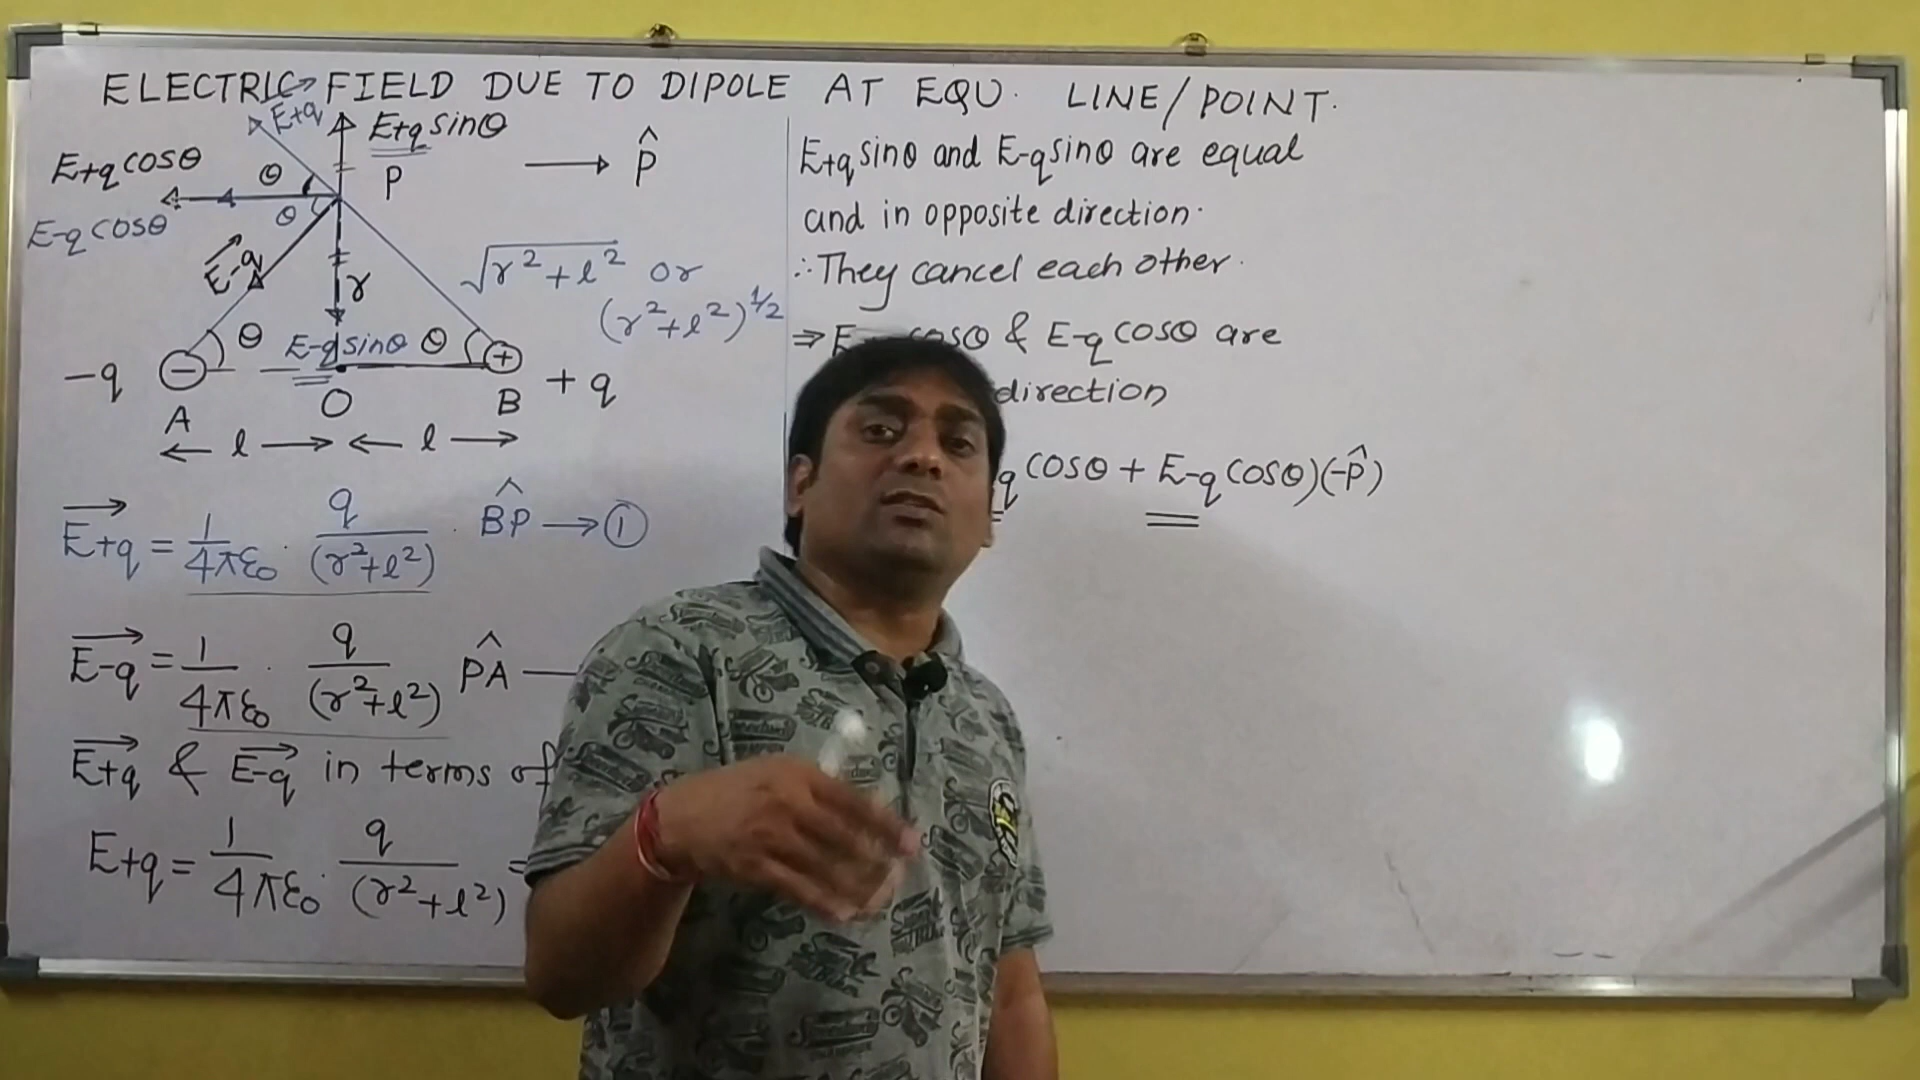 ELECTRIC FIELD DUE TO DIPOLE AT EQU. LINE/POINT.
E+q
E+q sinθ
E+q cosθ
θ
P
→ p̂
E-q cosθ
θ
E-q
r
√r²+l² or
(r²+l²)^1/2
θ
E-q sinθ
θ
-q
−
+
+q
A
O
B
← l → ← l →
E+q = 1/4πε₀ · q/(r²+l²) · B̂P → ①
E-q = 1/4πε₀ · q/(r²+l²) P̂A —
E+q & E-q in terms of
E+q = 1/4πε₀ · q/(r²+l²) =
E+q sinθ and E-q sinθ are equal
and in opposite direction.
∴ They cancel each other.
⇒ E cosθ & E-q cosθ are
direction
q cosθ + E-q cosθ)(-p̂)